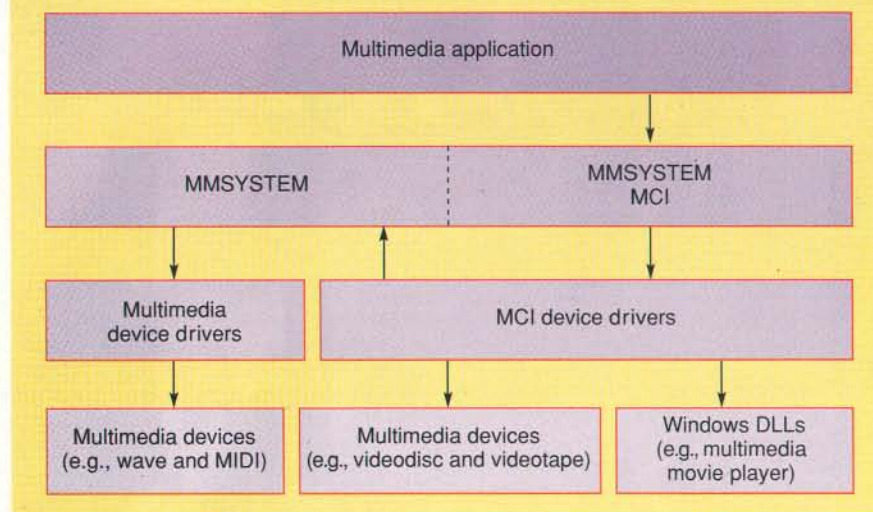 Multimedia application
MMSYSTEM
MMSYSTEM
MCI
Multimedia
device drivers
MCI device drivers
Multimedia devices
(e.g., wave and MIDI)
Multimedia devices
(e.g., videodisc and videotape)
Windows DLLs
(e.g., multimedia
movie player)